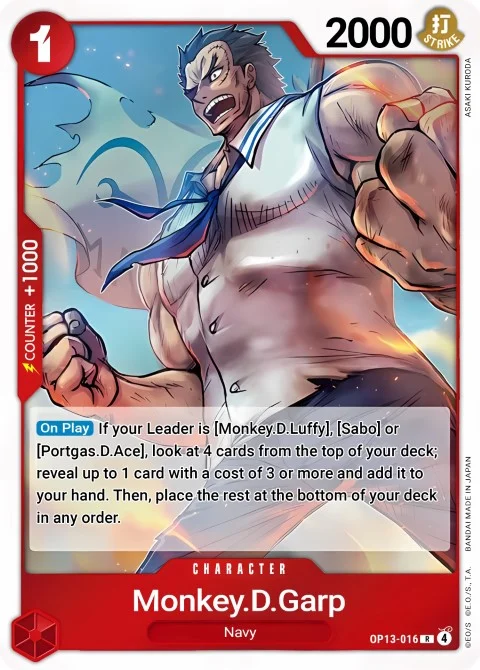 1
2000
打
STRIKE
ASAKI KURODA
COUNTER +1000
On Play If your Leader is [Monkey.D.Luffy], [Sabo] or
[Portgas.D.Ace], look at 4 cards from the top of your deck;
reveal up to 1 card with a cost of 3 or more and add it to
your hand. Then, place the rest at the bottom of your deck
in any order.
©E.O/S ©E.O./S., T.A. BANDAI MADE IN JAPAN
CHARACTER
Monkey.D.Garp
Navy
OP13-016 R 4